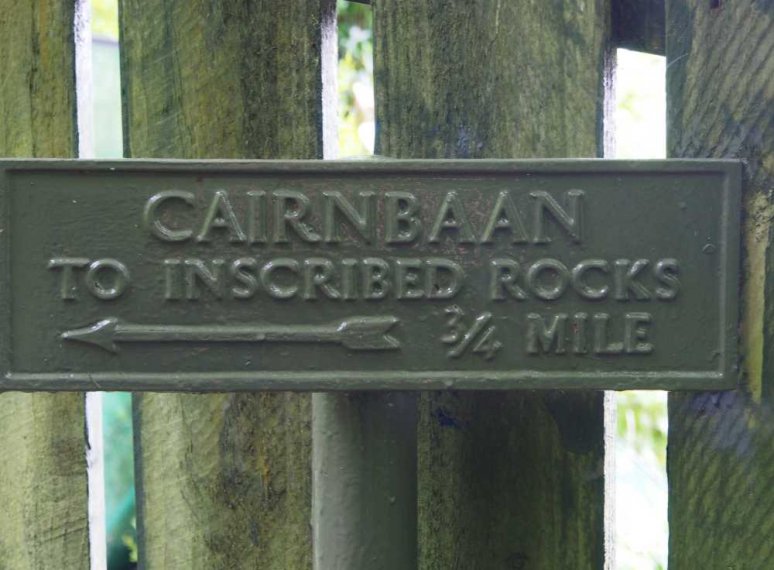 CAIRNBAAN
TO INSCRIBED ROCKS
¾ MILE